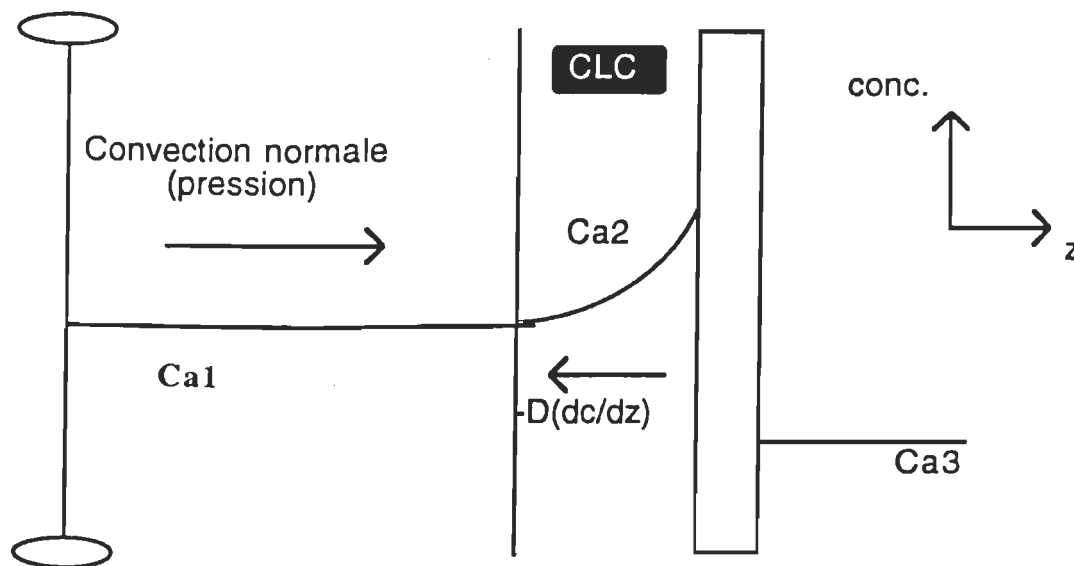 CLC
conc.
Convection normale
(pression)
Ca2
z
Ca1
-D(dc/dz)
Ca3